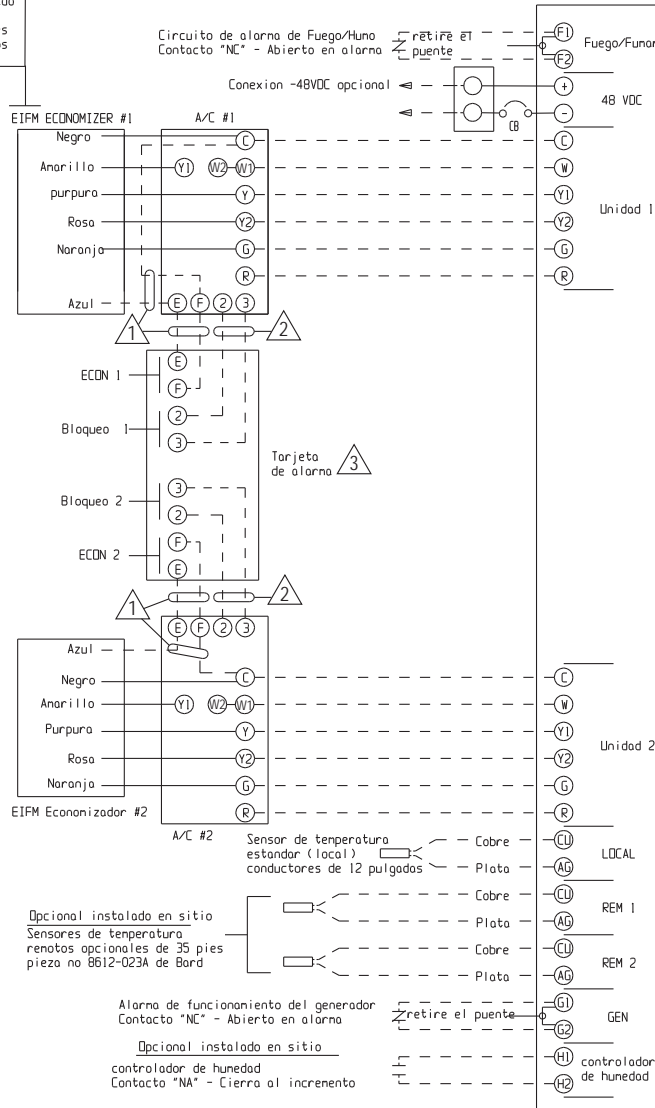 Circuito de alarma de Fuego/Humo
Contacto "NC" - Abierto en alarma
retire el
puente
F1
F2
Conexion -48VDC opcional
+
48 VDC
-
CB
EIFM ECONOMIZER #1
A/C #1
Negro
C
C
Amarillo
Y1
W2
W1
W
purpura
Y
Y1
Unidad 1
Rosa
Y2
Y2
Naranja
G
G
R
R
Azul
E
F
2
3
1
2
E
ECON 1
F
2
Bloqueo 1
3
Tarjeta
de alarma
3
3
Bloqueo 2
2
F
ECON 2
E
1
2
E
F
2
3
Azul
Negro
C
C
Amarillo
Y1
W2
W1
W
Purpura
Y
Y1
Unidad 2
Rosa
Y2
Y2
Naranja
G
G
EIFM Economizador #2
R
R
A/C #2
Sensor de temperatura
estandar (local)
conductores de 12 pulgadas
Cobre
CU
LOCAL
Plata
AG
Cobre
CU
REM 1
Plata
AG
Opcional instalado en sitio
Sensores de temperatura
remotos opcionales de 35 pies
pieza no 8612-023A de Bard
Cobre
CU
REM 2
Plata
AG
Alarma de funcionamiento del generador
Contacto "NC" - Abierto en alarma
retire el puente
G1
GEN
G2
Opcional instalado en sitio
controlador de humedad
Contacto "NA" - Cierra al incremento
H1
controlador
de humedad
H2